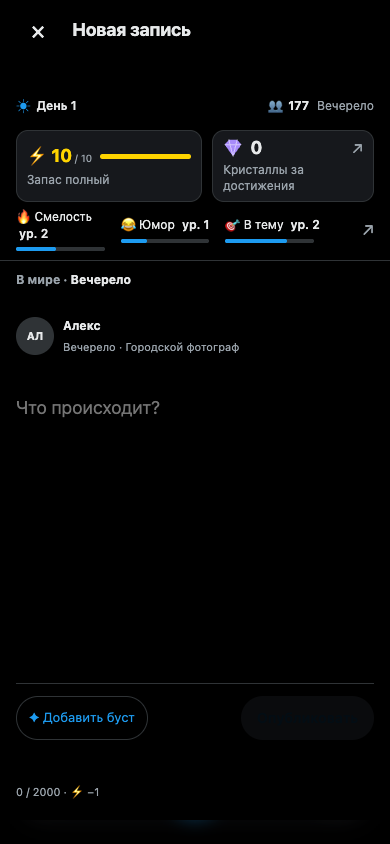 Новая запись
День 1
177 Вечерело
10 / 10
Запас полный
0
Кристаллы за
достижения
Смелость
ур. 2
Юмор ур. 1
В тему ур. 2
В мире · Вечерело
АЛ
Алекс
Вечерело · Городской фотограф
Что происходит?
Добавить буст
0 / 2000 · ⚡ −1